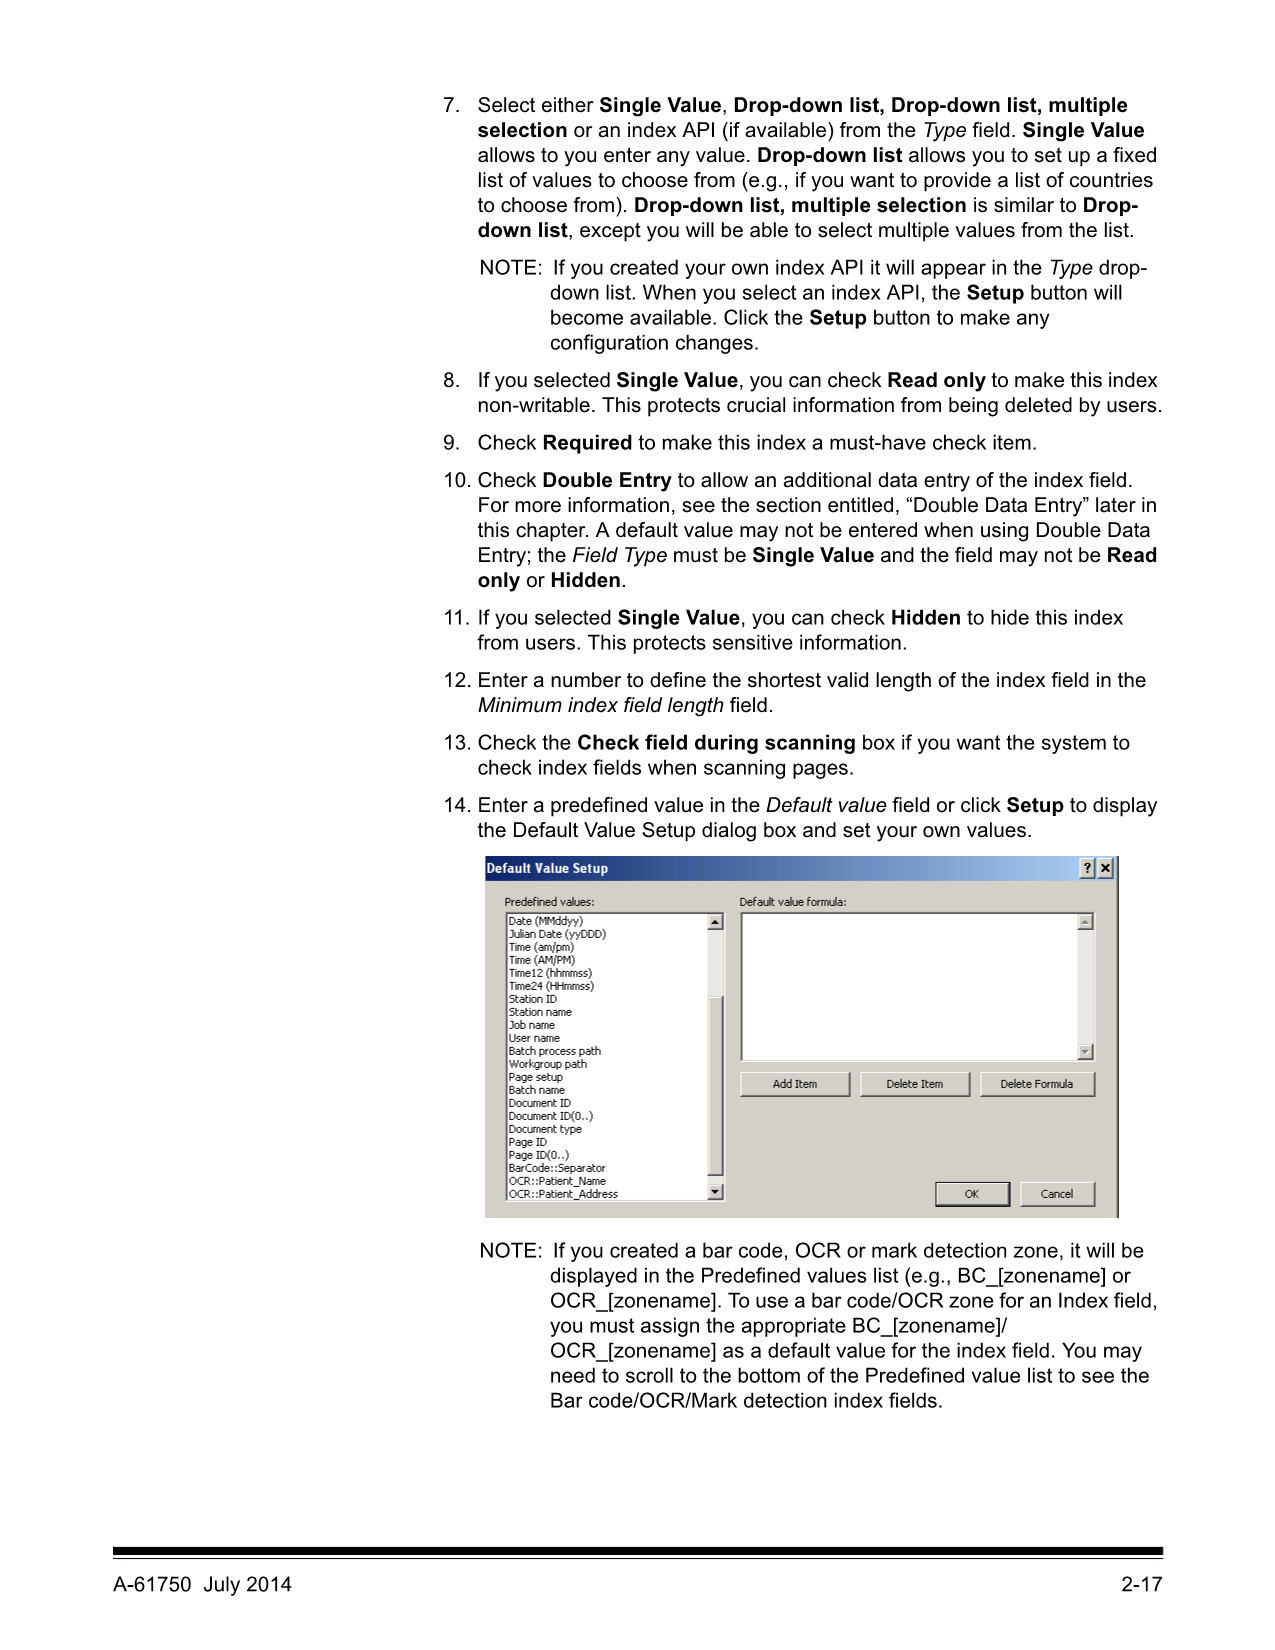 7. Select either Single Value, Drop-down list, Drop-down list, multiple
selection or an index API (if available) from the Type field. Single Value
allows to you enter any value. Drop-down list allows you to set up a fixed
list of values to choose from (e.g., if you want to provide a list of countries
to choose from). Drop-down list, multiple selection is similar to Drop-
down list, except you will be able to select multiple values from the list.
NOTE: If you created your own index API it will appear in the Type drop-
down list. When you select an index API, the Setup button will
become available. Click the Setup button to make any
configuration changes.
8. If you selected Single Value, you can check Read only to make this index
non-writable. This protects crucial information from being deleted by users.
9. Check Required to make this index a must-have check item.
10. Check Double Entry to allow an additional data entry of the index field.
For more information, see the section entitled, “Double Data Entry” later in
this chapter. A default value may not be entered when using Double Data
Entry; the Field Type must be Single Value and the field may not be Read
only or Hidden.
11. If you selected Single Value, you can check Hidden to hide this index
from users. This protects sensitive information.
12. Enter a number to define the shortest valid length of the index field in the
Minimum index field length field.
13. Check the Check field during scanning box if you want the system to
check index fields when scanning pages.
14. Enter a predefined value in the Default value field or click Setup to display
the Default Value Setup dialog box and set your own values.
Default Value Setup
Predefined values:
Date (MMddyy)
Julian Date (yyDDD)
Time (am/pm)
Time (AM/PM)
Time12 (hhmmss)
Time24 (HHmmss)
Station ID
Station name
Job name
User name
Batch process path
Workgroup path
Page setup
Batch name
Document ID
Document ID(0..)
Document type
Page ID
Page ID(0..)
BarCode::Separator
OCR::Patient_Name
OCR::Patient_Address
Default value formula:
Add Item Delete Item Delete Formula
OK Cancel
NOTE: If you created a bar code, OCR or mark detection zone, it will be
displayed in the Predefined values list (e.g., BC_[zonename] or
OCR_[zonename]. To use a bar code/OCR zone for an Index field,
you must assign the appropriate BC_[zonename]/
OCR_[zonename] as a default value for the index field. You may
need to scroll to the bottom of the Predefined value list to see the
Bar code/OCR/Mark detection index fields.
A-61750 July 2014 2-17